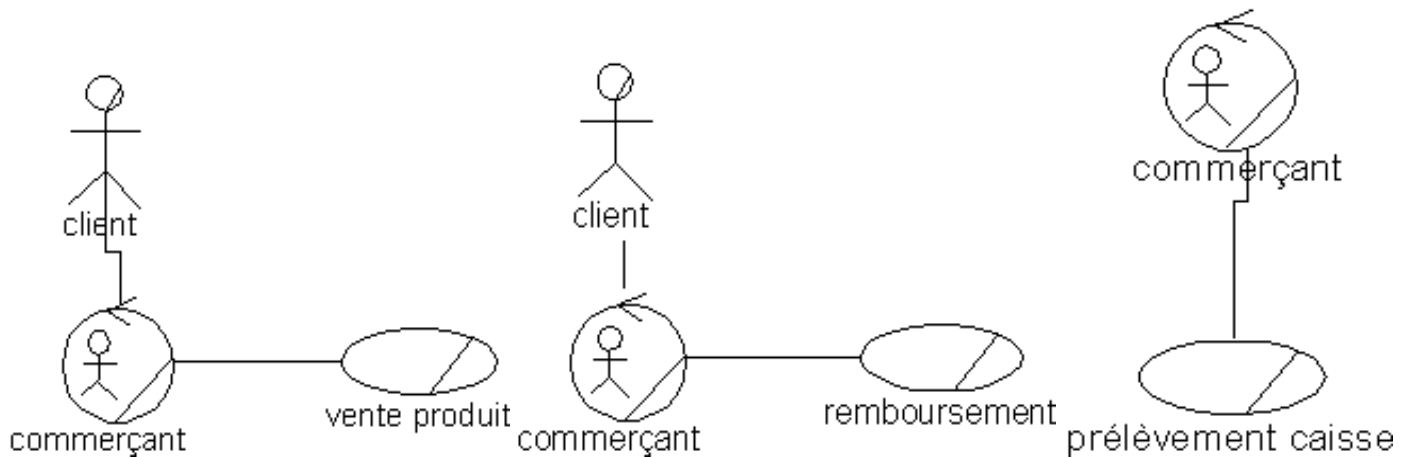 client
commerçant
vente produit
client
commerçant
remboursement
commerçant
prélèvement caisse